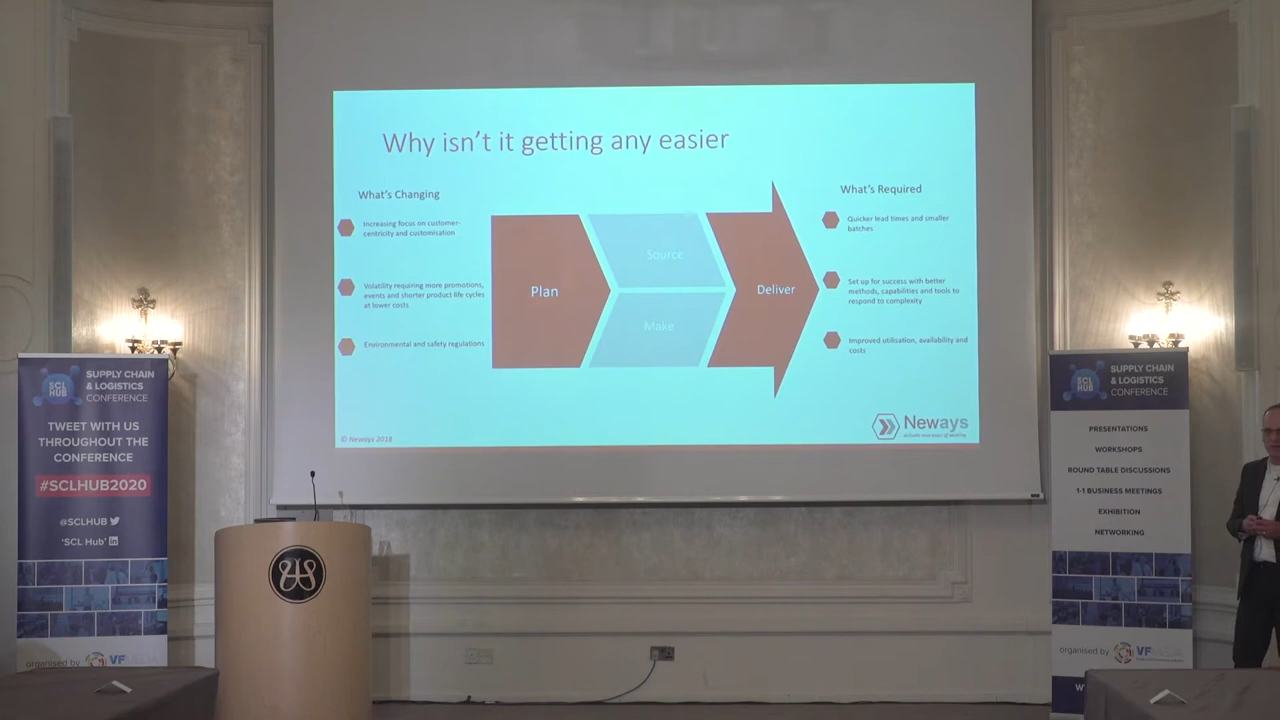 Why isn't it getting any easier
What's Changing
Increasing focus on customer-
centricity and customisation
Volatility requiring more promotions,
events and shorter product life cycles
at lower costs
Environmental and safety regulations
Plan
Source
Make
Deliver
What's Required
Quicker lead times and smaller
batches
Set up for success with better
methods, capabilities and tools to
respond to complexity
Improved utilisation, availability and
costs
© Neways 2018
Neways
SCL
HUB
SUPPLY CHAIN
& LOGISTICS
CONFERENCE
TWEET WITH US
THROUGHOUT THE
CONFERENCE
#SCLHUB2020
@SCLHUB
'SCL Hub'
organised by VF
SCL
HUB
SUPPLY CHAIN
& LOGISTICS
CONFERENCE
PRESENTATIONS
WORKSHOPS
ROUND TABLE DISCUSSIONS
1-1 BUSINESS MEETINGS
EXHIBITION
NETWORKING
organised by VF